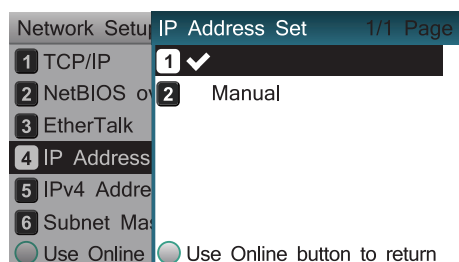 Network Setup
1 TCP/IP
2 NetBIOS ov
3 EtherTalk
4 IP Address
5 IPv4 Addre
6 Subnet Mas
Use Online
IP Address Set 1/1 Page
1
2 Manual
Use Online button to return